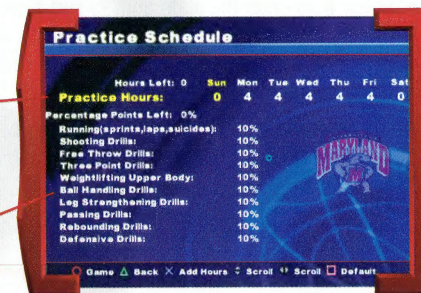 Practice Schedule
Hours Left: 0 Sun Mon Tue Wed Thu Fri Sat
Practice Hours: 0 4 4 4 4 4 0
Percentage Points Left: 0%
Running(sprints,laps,suicides): 10%
Shooting Drills: 10%
Free Throw Drills: 10%
Three Point Drills: 10%
Weightlifting Upper Body: 10%
Ball Handling Drills: 10%
Leg Strengthening Drills: 10%
Passing Drills: 10%
Rebounding Drills: 10%
Defensive Drills: 10%
MARYLAND
Game Back Add Hours Scroll Scroll Default